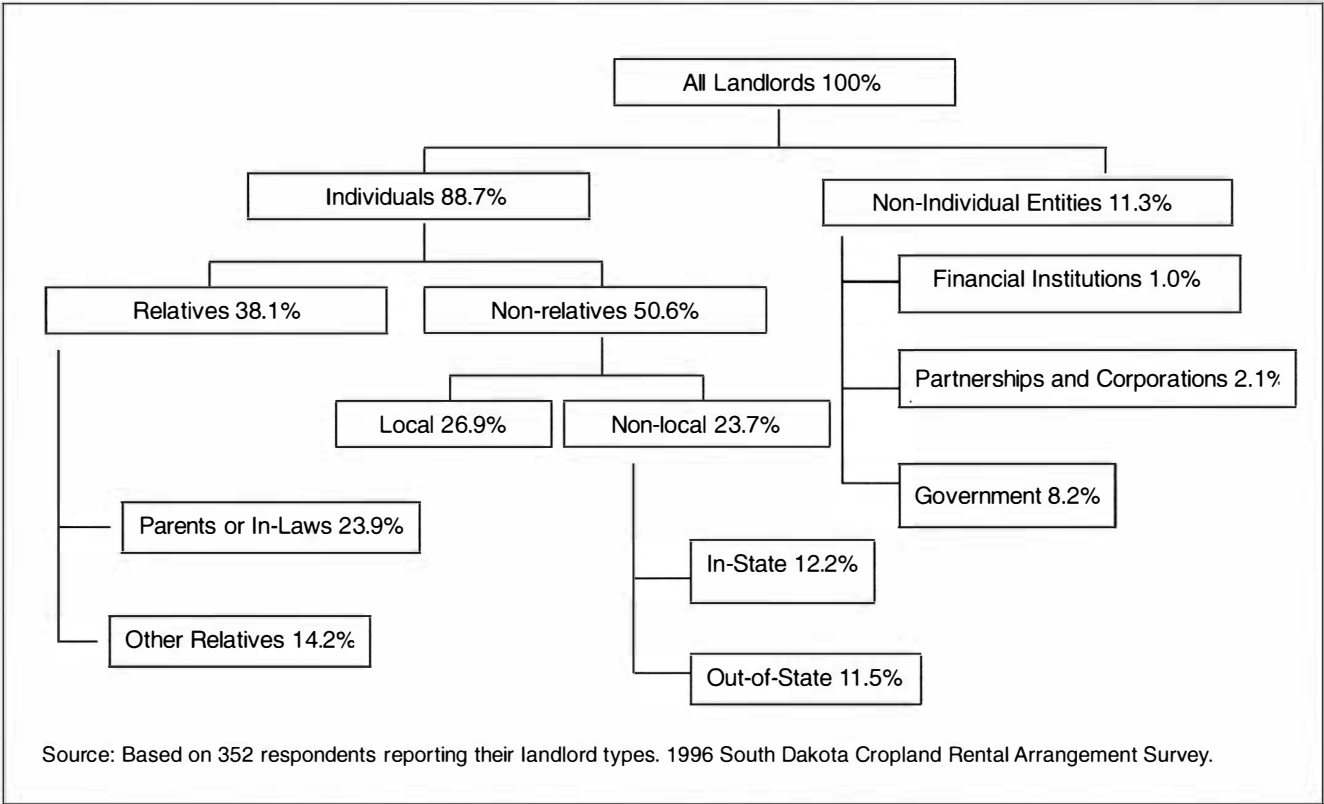 All Landlords 100%
Individuals 88.7%
Non-Individual Entities 11.3%
Financial Institutions 1.0%
Relatives 38.1%
Non-relatives 50.6%
Partnerships and Corporations 2.1%
Local 26.9%
Non-local 23.7%
Government 8.2%
Parents or In-Laws 23.9%
In-State 12.2%
Other Relatives 14.2%
Out-of-State 11.5%
Source: Based on 352 respondents reporting their landlord types. 1996 South Dakota Cropland Rental Arrangement Survey.